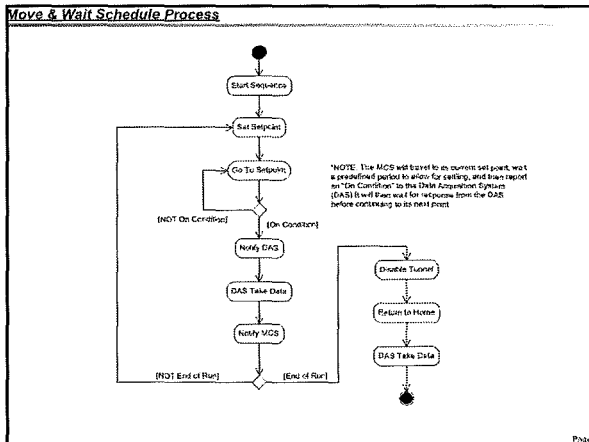 Move & Wait Schedule Process
Start Sequence
Set Setpoint
Go To Setpoint
*NOTE: The MCS will travel to its current set point, wait
a predefined period to allow for settling, and then report
an "On Condition" to the Data Acquisition System
(DAS) It will then wait for response from the DAS
before continuing to its next point
[NOT On Condition]
[On Condition]
Notify DAS
Disable Tunnel
DAS Take Data
Return to Home
Notify MCS
DAS Take Data
[NOT End of Run]
[End of Run]